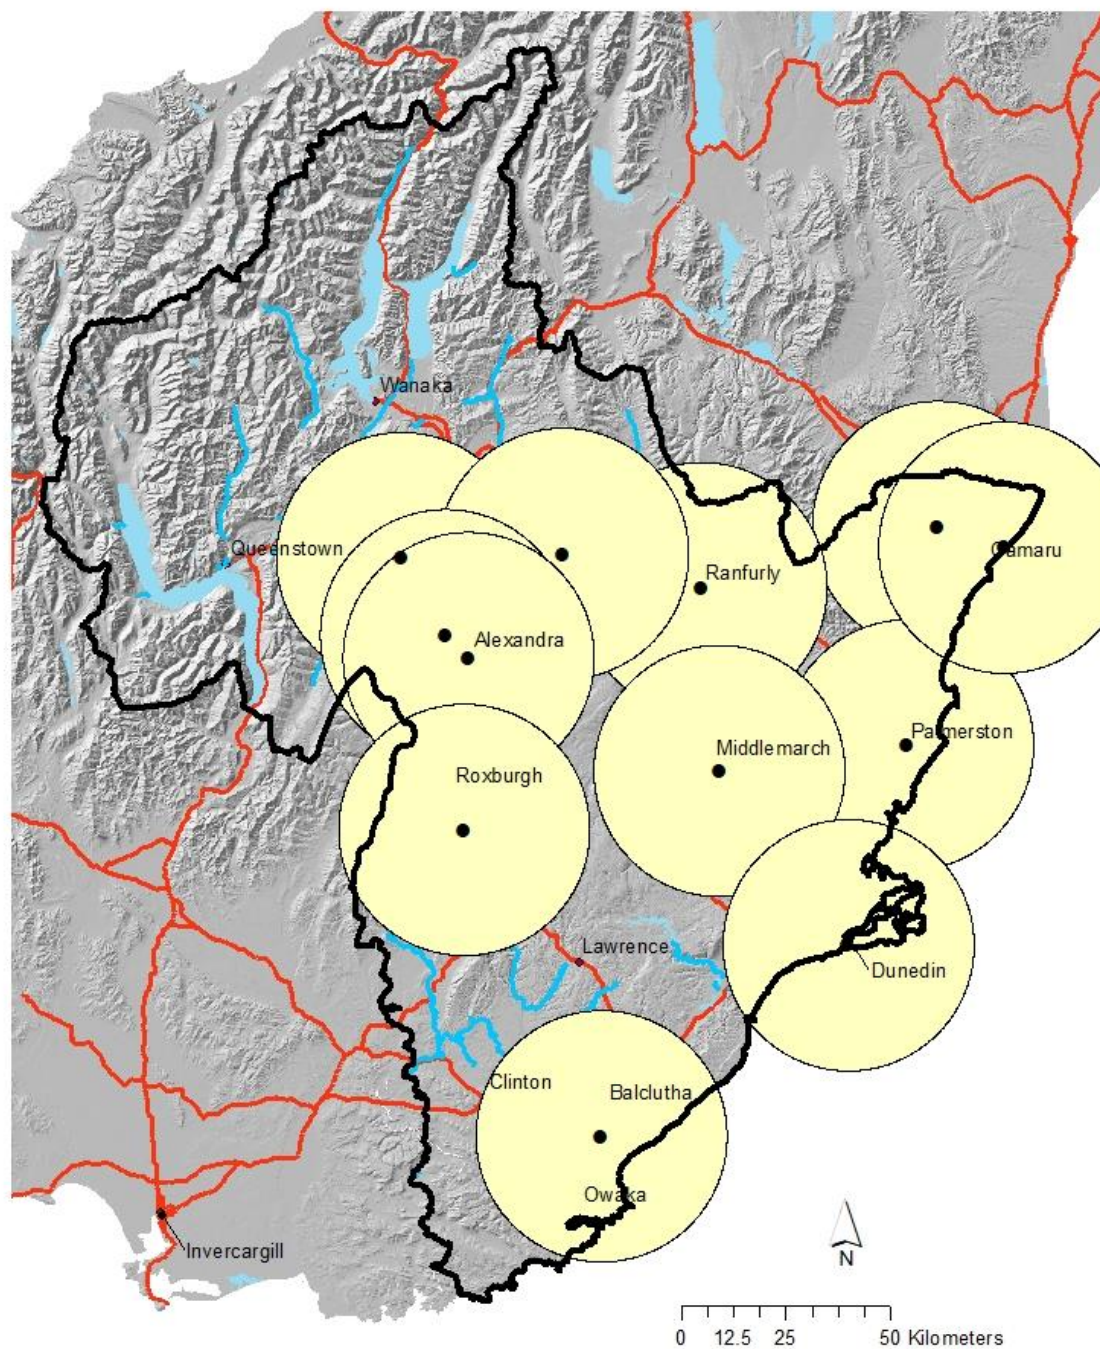 Wanaka
Queenstown
Oamaru
Ranfurly
Alexandra
Palmerston
Middlemarch
Roxburgh
Lawrence
Dunedin
Clinton
Balclutha
Owaka
Invercargill
N
0 12.5 25 50 Kilometers